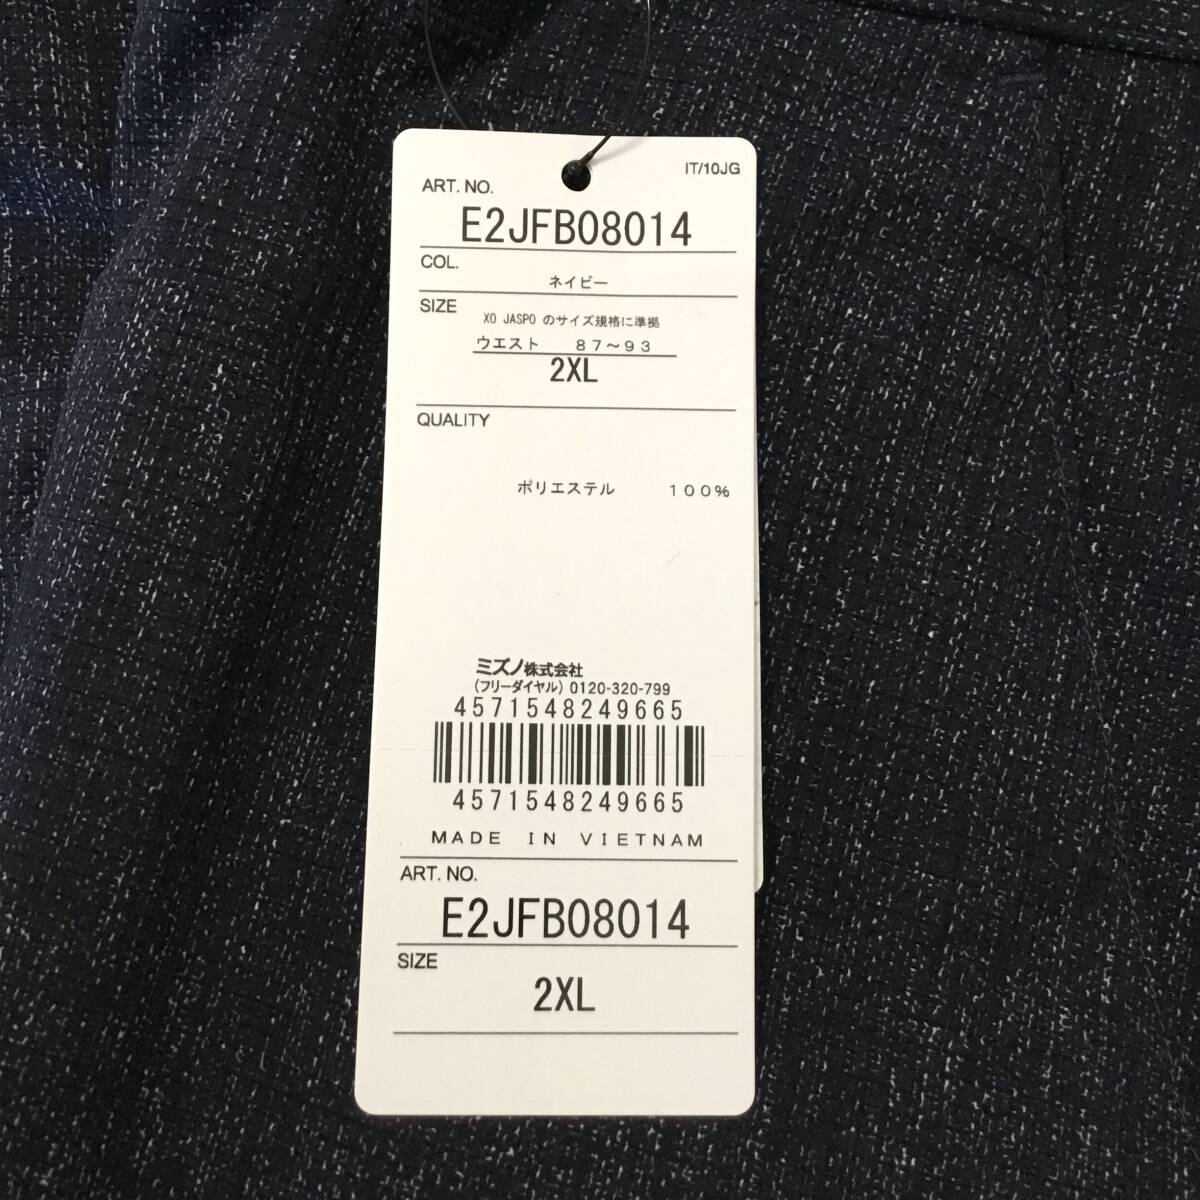 IT/10JG
ART. NO.
E2JFB08014
COL.
ネイビー
SIZE
XO JASPO のサイズ規格に準拠
ウエスト 87～93
2XL
QUALITY
ポリエステル 100%
ミズノ株式会社
(フリーダイヤル) 0120-320-799
4571548249665
4571548249665
MADE IN VIETNAM
ART. NO.
E2JFB08014
SIZE
2XL